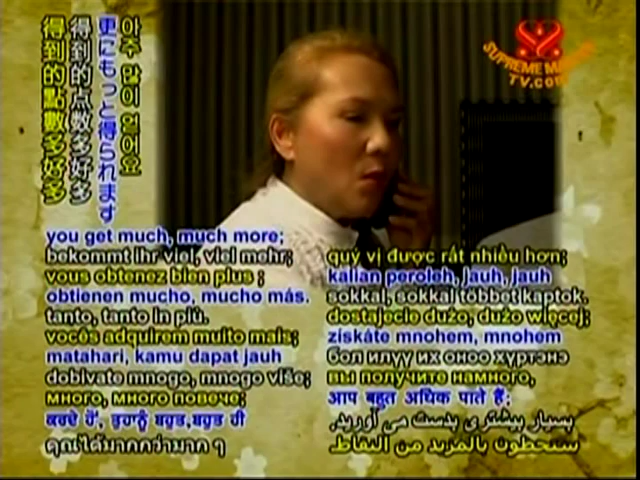 得到的點數多好多
得到的点数多好多
更にもっと得られます
아주 많이 얻어요
SUPREME MASTER
TV.com
you get much, much more;
bekommt ihr viel, viel mehr;
vous obtenez bien plus ;
obtienen mucho, mucho más.
tanto, tanto in più.
vocês adquirem muito mais;
matahari, kamu dapat jauh
dobivate mnogo, mnogo više;
много, много повече;
ਕਰਦੇ ਹੋਂ, ਤੁਹਾਨੂੰ ਬਹੁਤ,ਬਹੁਤ ਹੀ
คุณได้มากกว่ามาก ๆ
quý vị được rất nhiều hơn;
kalian peroleh, jauh, jauh
sokkal, sokkal többet kaptok.
dostajecie dużo, dużo więcej;
získáte mnohem, mnohem
бол илүү их оноо хүртэнэ
вы получите намного,
आप बहुत अधिक पाते हैं;
بسیار بیشتری بدست می آورید.
ستحظون بالمزيد من النقاط